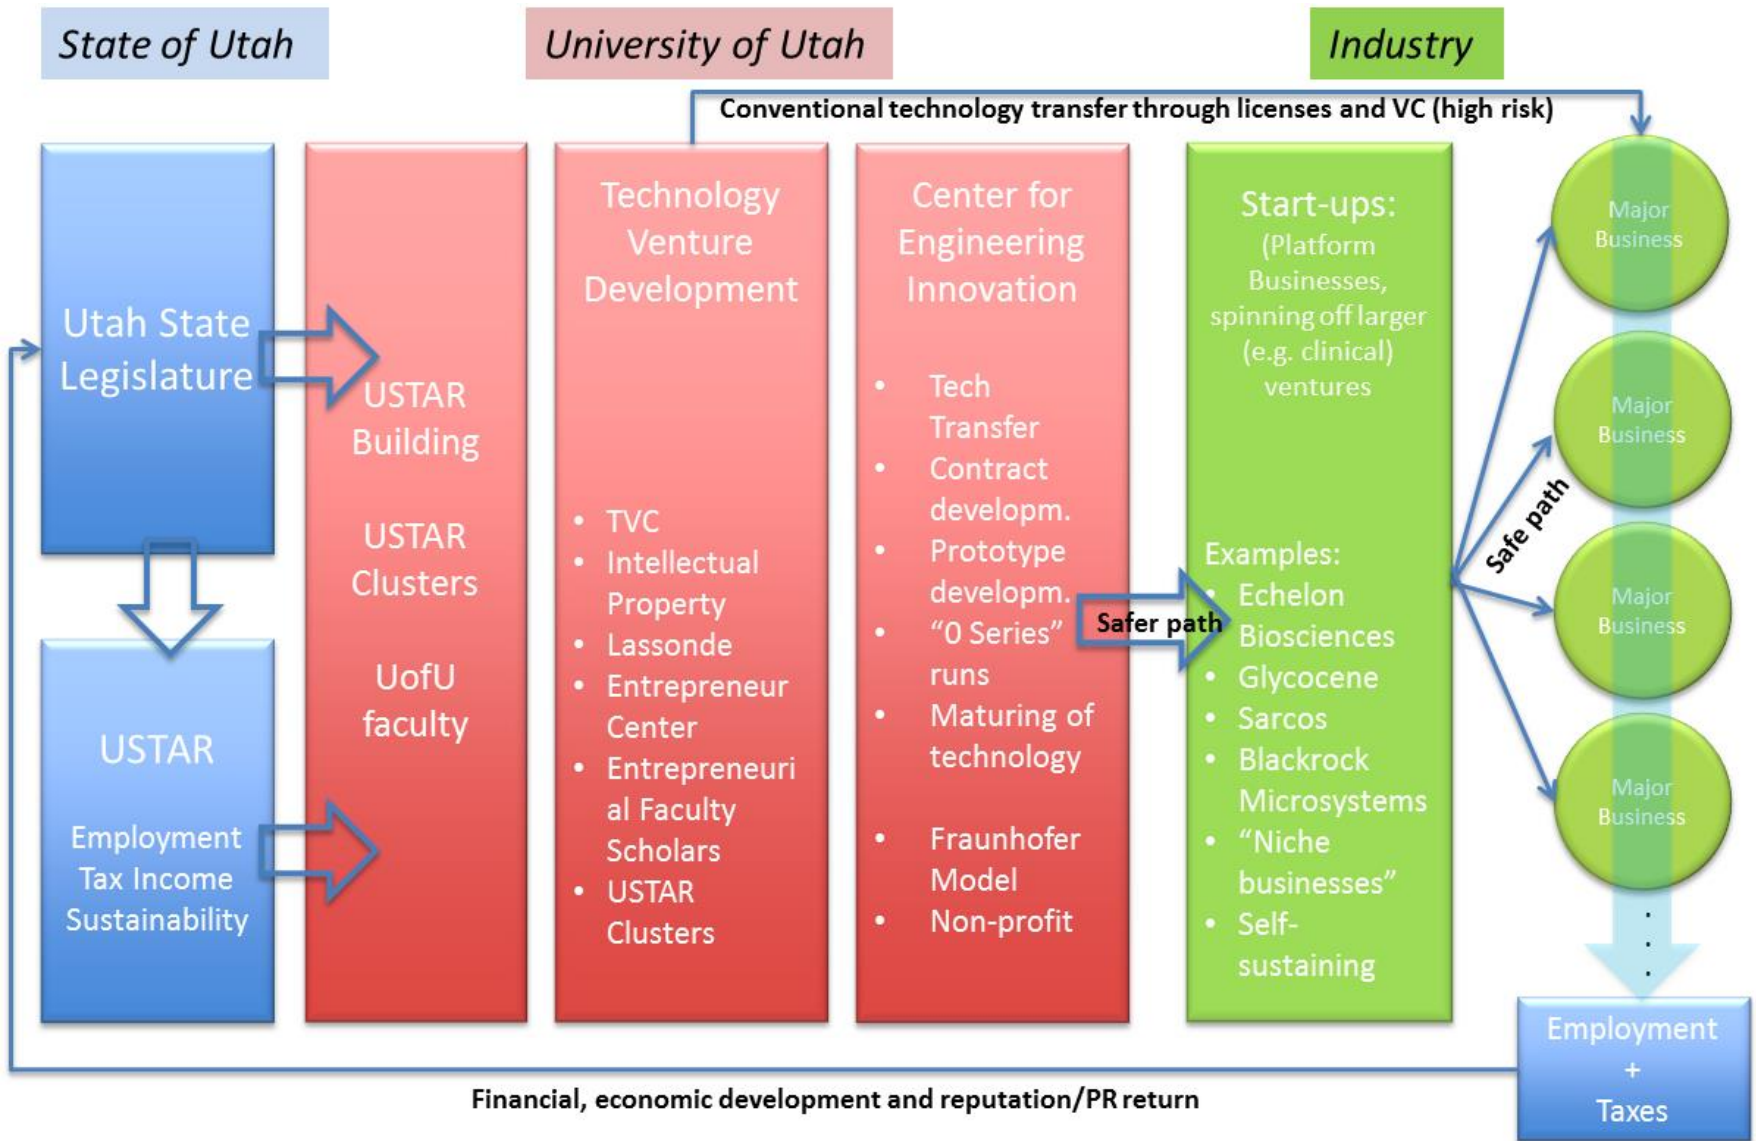 State of Utah
University of Utah
Industry
Conventional technology transfer through licenses and VC (high risk)
Utah State
Legislature
USTAR
Employment
Tax Income
Sustainability
USTAR
Building
USTAR
Clusters
UofU
faculty
Technology
Venture
Development
• TVC
• Intellectual
Property
• Lassonde
• Entrepreneur
Center
• Entrepreneuri
al Faculty
Scholars
• USTAR
Clusters
Center for
Engineering
Innovation
• Tech
Transfer
• Contract
developm.
• Prototype
developm.
• “0 Series”
runs
• Maturing of
technology
• Fraunhofer
Model
• Non-profit
Safer path
Start-ups:
(Platform
Businesses,
spinning off larger
(e.g. clinical)
ventures
Examples:
• Echelon
Biosciences
• Glycocene
• Sarcos
• Blackrock
Microsystems
• “Niche
businesses”
• Self-
sustaining
Safe path
Major
Business
Major
Business
Major
Business
Major
Business
.
.
.
Employment
+
Taxes
Financial, economic development and reputation/PR return